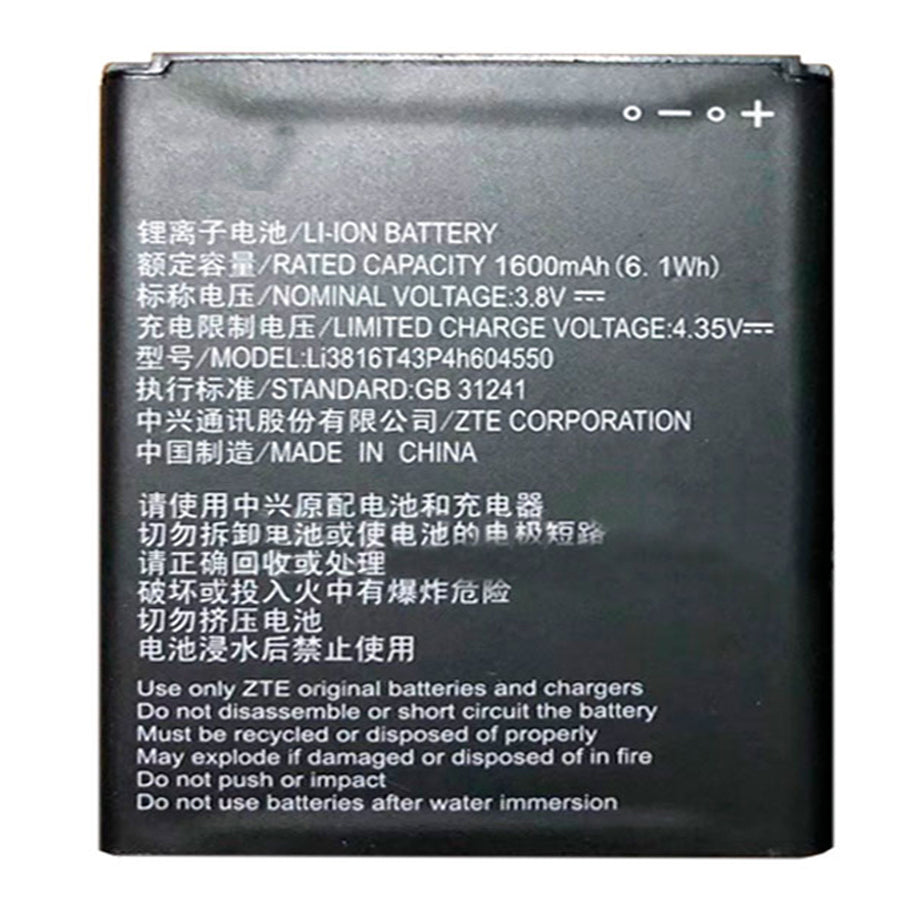 − +
锂离子电池/LI-ION BATTERY
额定容量/RATED CAPACITY 1600mAh(6.1Wh)
标称电压/NOMINAL VOLTAGE:3.8V ⎓
充电限制电压/LIMITED CHARGE VOLTAGE:4.35V⎓
型号/MODEL:Li3816T43P4h604550
执行标准/STANDARD:GB 31241
中兴通讯股份有限公司/ZTE CORPORATION
中国制造/MADE IN CHINA
请使用中兴原配电池和充电器
切勿拆卸电池或使电池的电极短路
请正确回收或处理
破坏或投入火中有爆炸危险
切勿挤压电池
电池浸水后禁止使用
Use only ZTE original batteries and chargers
Do not disassemble or short circuit the battery
Must be recycled or disposed of properly
May explode if damaged or disposed of in fire
Do not push or impact
Do not use batteries after water immersion